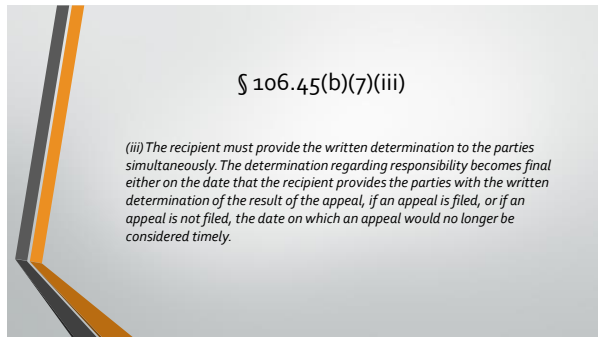 § 106.45(b)(7)(iii)
(iii) The recipient must provide the written determination to the parties
simultaneously. The determination regarding responsibility becomes final
either on the date that the recipient provides the parties with the written
determination of the result of the appeal, if an appeal is filed, or if an
appeal is not filed, the date on which an appeal would no longer be
considered timely.